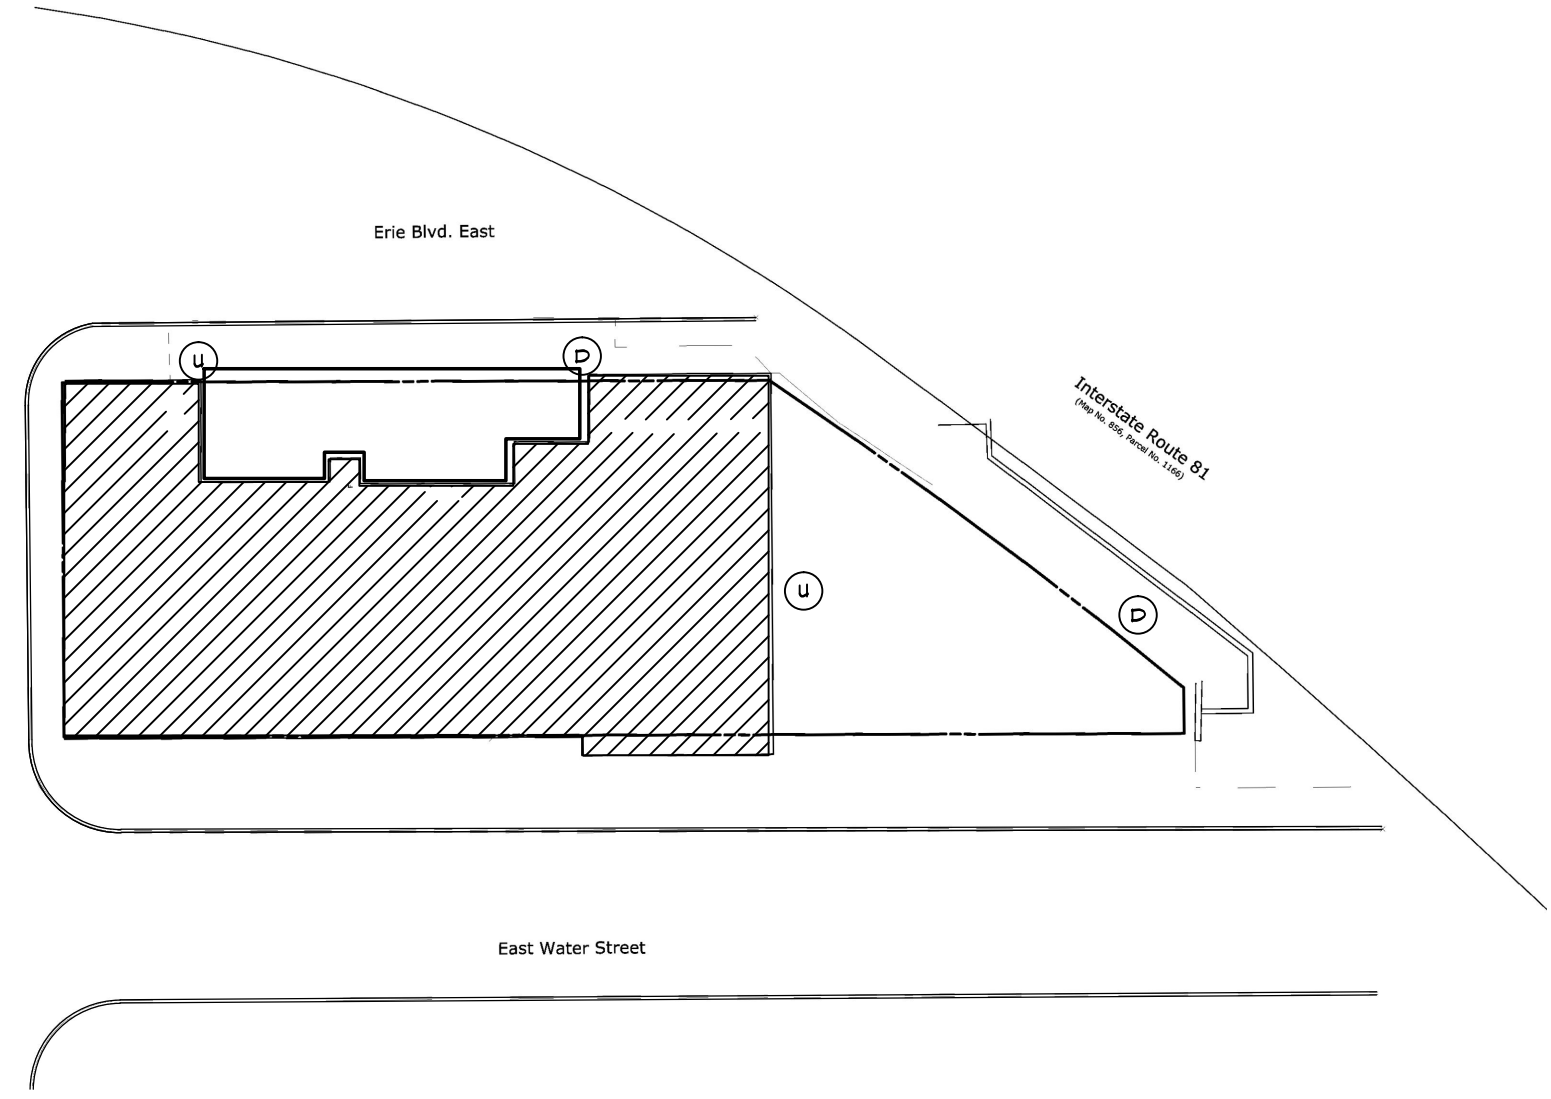 Erie Blvd. East
U
D
Interstate Route 81
(Map No. 856, Parcel No. 1166)
U
D
East Water Street